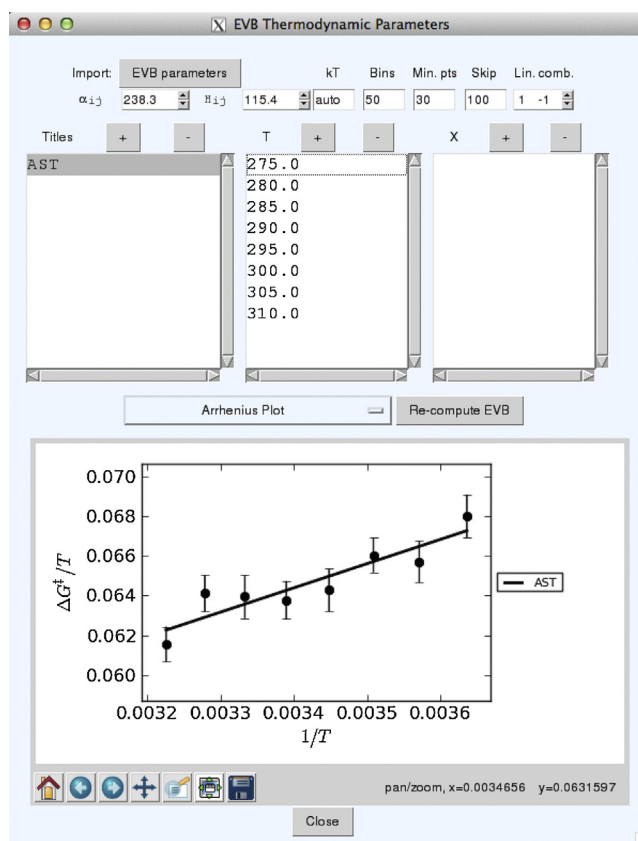 X EVB Thermodynamic Parameters
Import: EVB parameters kT Bins Min. pts Skip Lin. comb.
αij 238.3 Hij 115.4 auto 50 30 100 1 -1
Titles + - T + - X + -
AST
275.0
280.0
285.0
290.0
295.0
300.0
305.0
310.0
Arrhenius Plot Re-compute EVB
0.070
0.068
0.066
0.064
0.062
0.060
ΔG‡/T
AST
0.0032 0.0033 0.0034 0.0035 0.0036
1/T
pan/zoom, x=0.0034656 y=0.0631597
Close